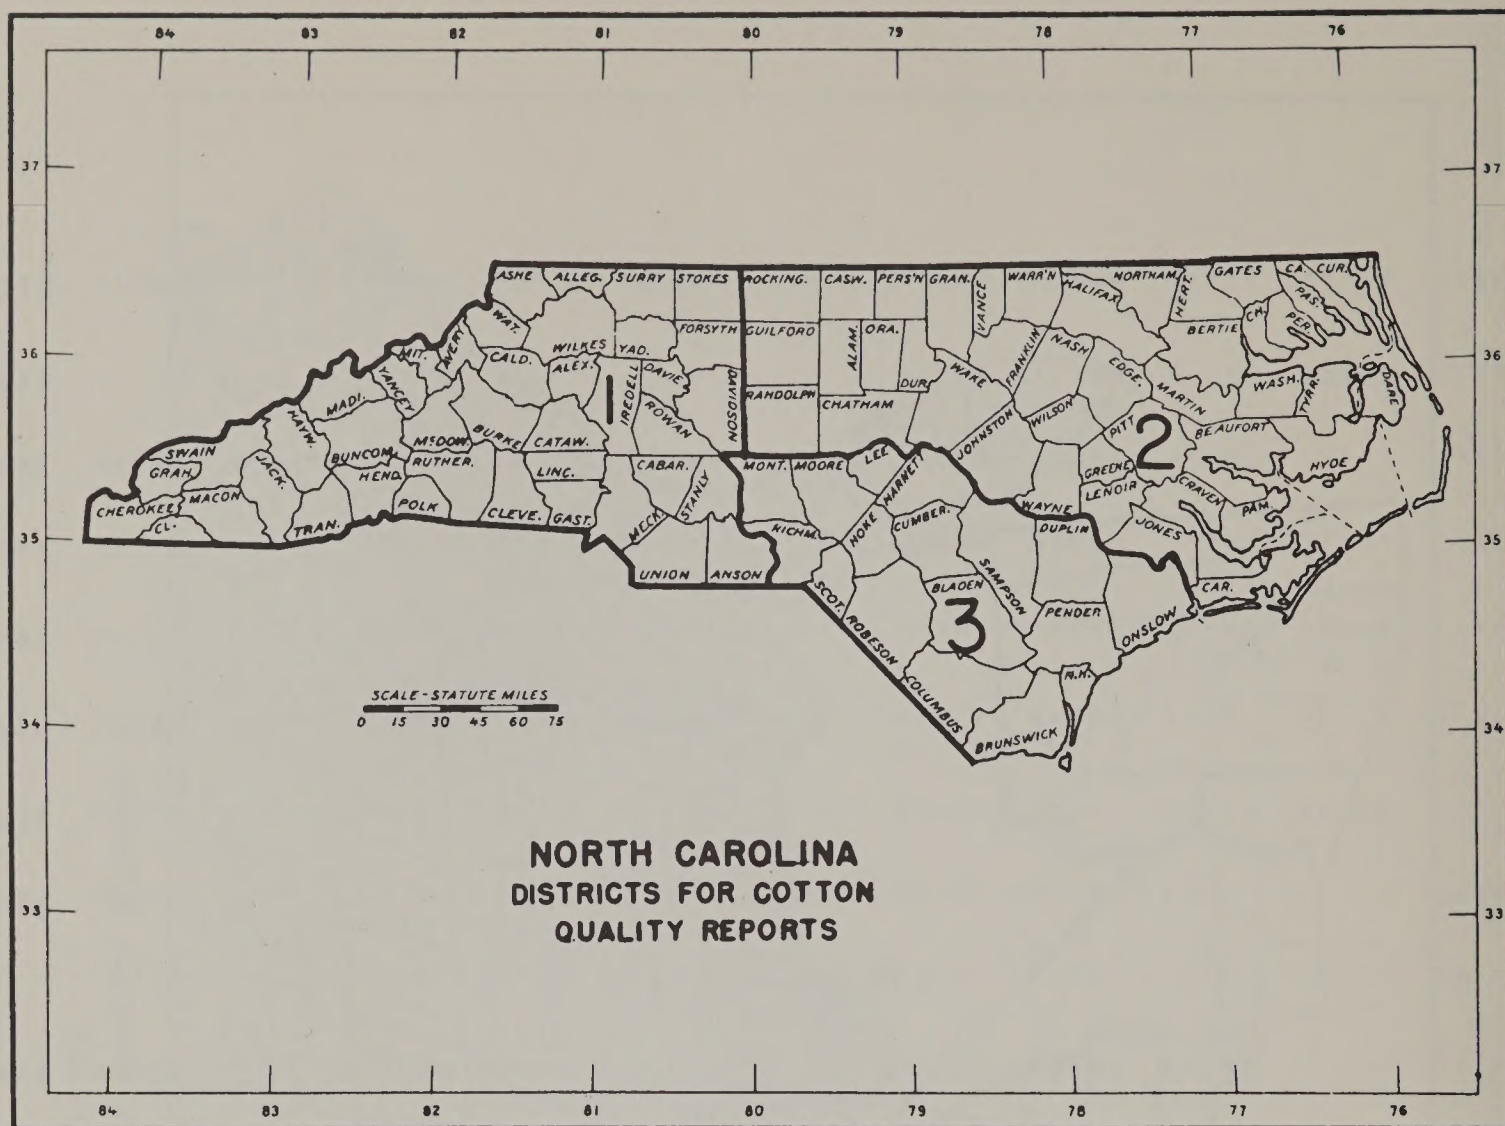 84 83 82 81 80 79 78 77 76
37 37
36 36
35 35
34 34
33 33
ASHE ALLEG. SURRY STOKES ROCKING. CASW. PERS'N GRAN. VANCE WARR'N HALIFAX NORTHAM. HERT. GATES CA. CUR.
WAT. FORSYTH GUILFORD ALAM. ORA. DUR. FRANKLIN NASH BERTIE CH. PER. PAS.
MIT. AVERY CALD. WILKES YAD. ALEX. IREDELL DAVIE DAVIDSON RANDOLPH CHATHAM WAKE EDGE. MARTIN WASH. TYRR. DARE
MADI. YANCEY 1 ROWAN JOHNSTON WILSON PITT 2 BEAUFORT HYDE
SWAIN HAYW. BUNCOM. McDOW. BURKE CATAW. LEE HARNETT GREENE
GRAH. JACK. HEND. RUTHER. LINC. CABAR. STANLY MONT. MOORE LENOIR CRAVEN PAM.
CHEROKEE MACON CL. TRAN. POLK CLEVE. GAST. MECK. RICHM. HOKE CUMBER. WAYNE DUPLIN JONES
UNION ANSON SCOT. BLADEN SAMPSON CAR.
ROBESON 3 PENDER ONSLOW
COLUMBUS N.H.
BRUNSWICK
SCALE-STATUTE MILES
0 15 30 45 60 75
NORTH CAROLINA
DISTRICTS FOR COTTON
QUALITY REPORTS
84 83 82 81 80 79 78 77 76